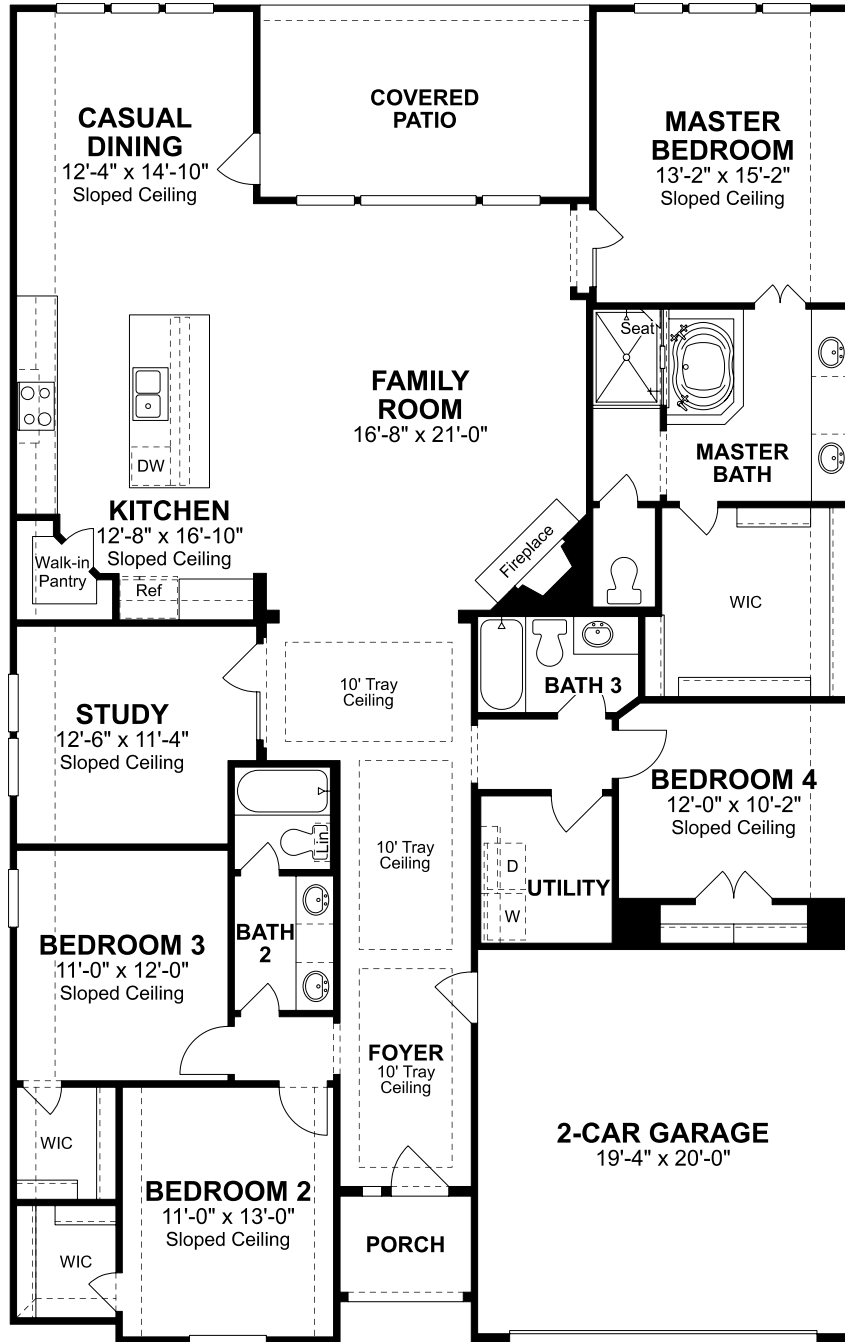 CASUAL
DINING
12'-4" x 14'-10"
Sloped Ceiling
COVERED
PATIO
MASTER
BEDROOM
13'-2" x 15'-2"
Sloped Ceiling
Seat
FAMILY
ROOM
16'-8" x 21'-0"
MASTER
BATH
DW
KITCHEN
12'-8" x 16'-10"
Sloped Ceiling
Walk-in
Pantry
Ref
Fireplace
WIC
STUDY
12'-6" x 11'-4"
Sloped Ceiling
10' Tray
Ceiling
BATH 3
BEDROOM 4
12'-0" x 10'-2"
Sloped Ceiling
Lin
10' Tray
Ceiling
D
UTILITY
W
BEDROOM 3
11'-0" x 12'-0"
Sloped Ceiling
BATH
2
FOYER
10' Tray
Ceiling
WIC
2-CAR GARAGE
19'-4" x 20'-0"
BEDROOM 2
11'-0" x 13'-0"
Sloped Ceiling
WIC
PORCH